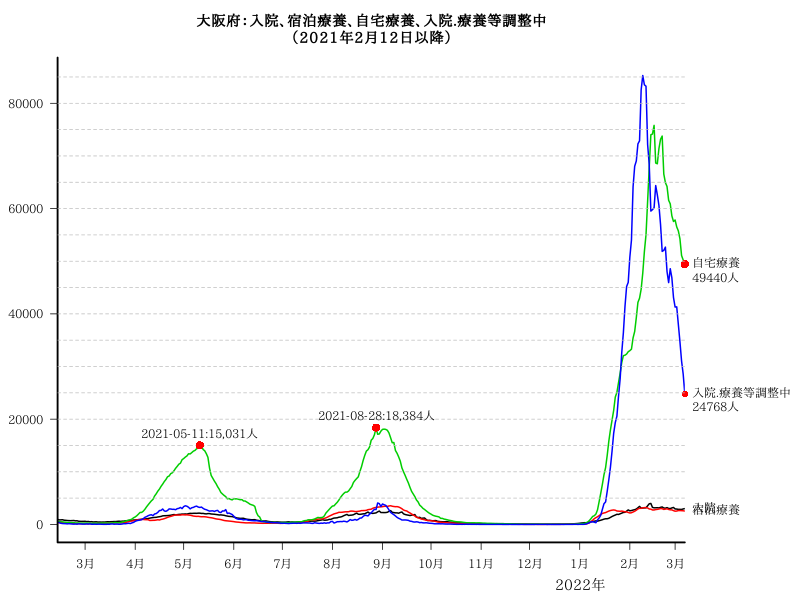 大阪府：入院、宿泊療養、自宅療養、入院.療養等調整中
（2021年2月12日以降）
80000
60000
40000
20000
0
2021-05-11:15,031人
2021-08-28:18,384人
自宅療養
49440人
入院.療養等調整中
24768人
宿泊療養
3月
4月
5月
6月
7月
8月
9月
10月
11月
12月
1月
2月
3月
2022年